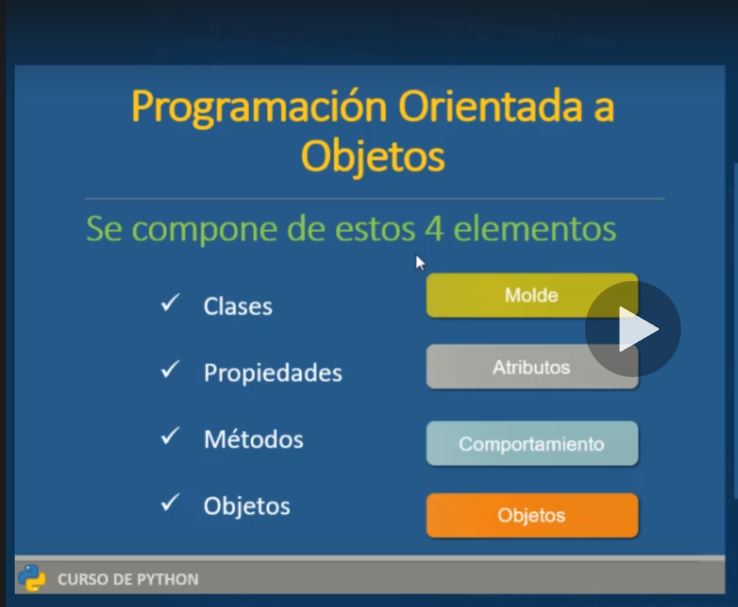 Programación Orientada a
Objetos
Se compone de estos 4 elementos
Clases
Molde
Propiedades
Atributos
Métodos
Comportamiento
Objetos
Objetos
CURSO DE PYTHON